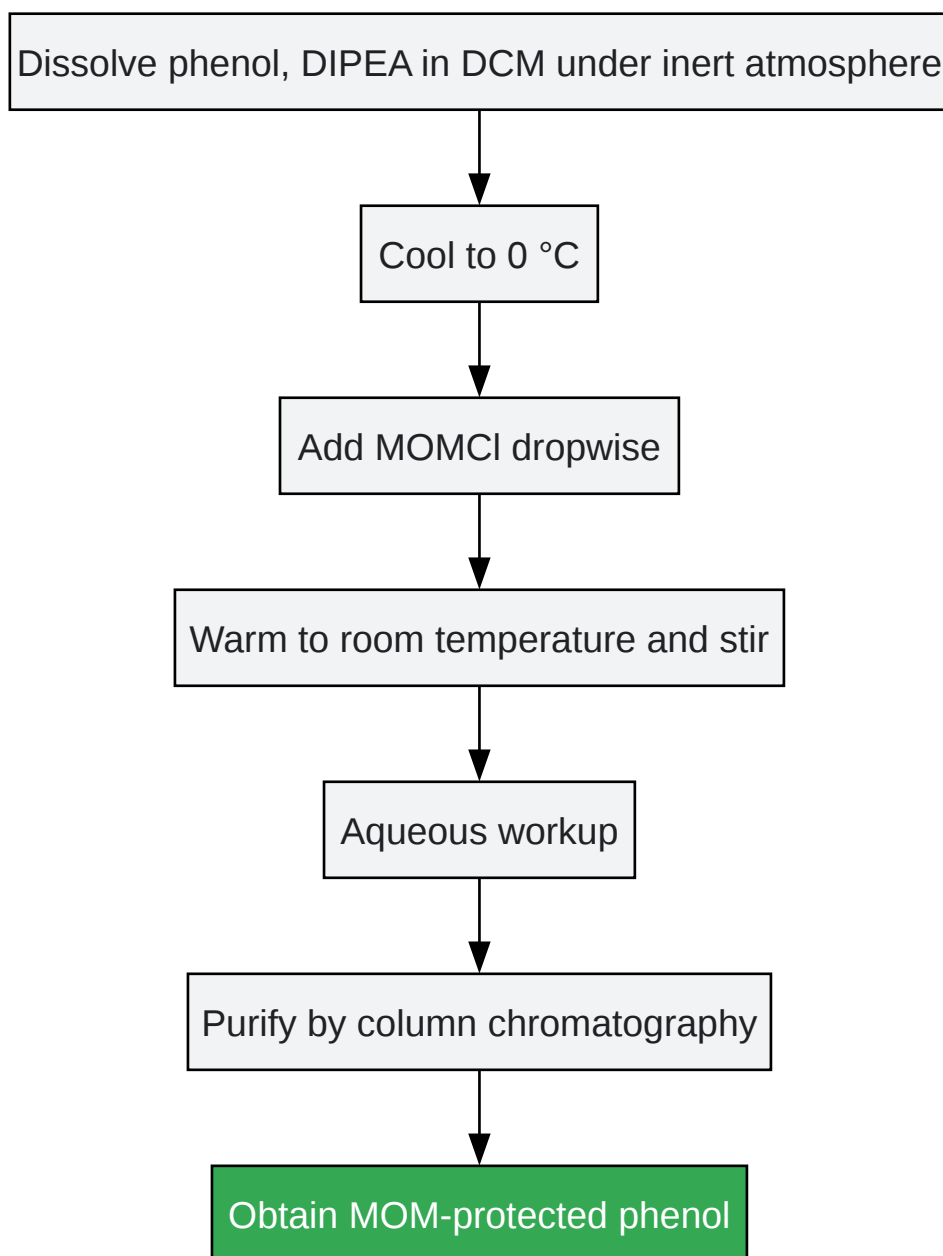 Dissolve phenol, DIPEA in DCM under inert atmosphere
Cool to 0 °C
Add MOMCl dropwise
Warm to room temperature and stir
Aqueous workup
Purify by column chromatography
Obtain MOM-protected phenol